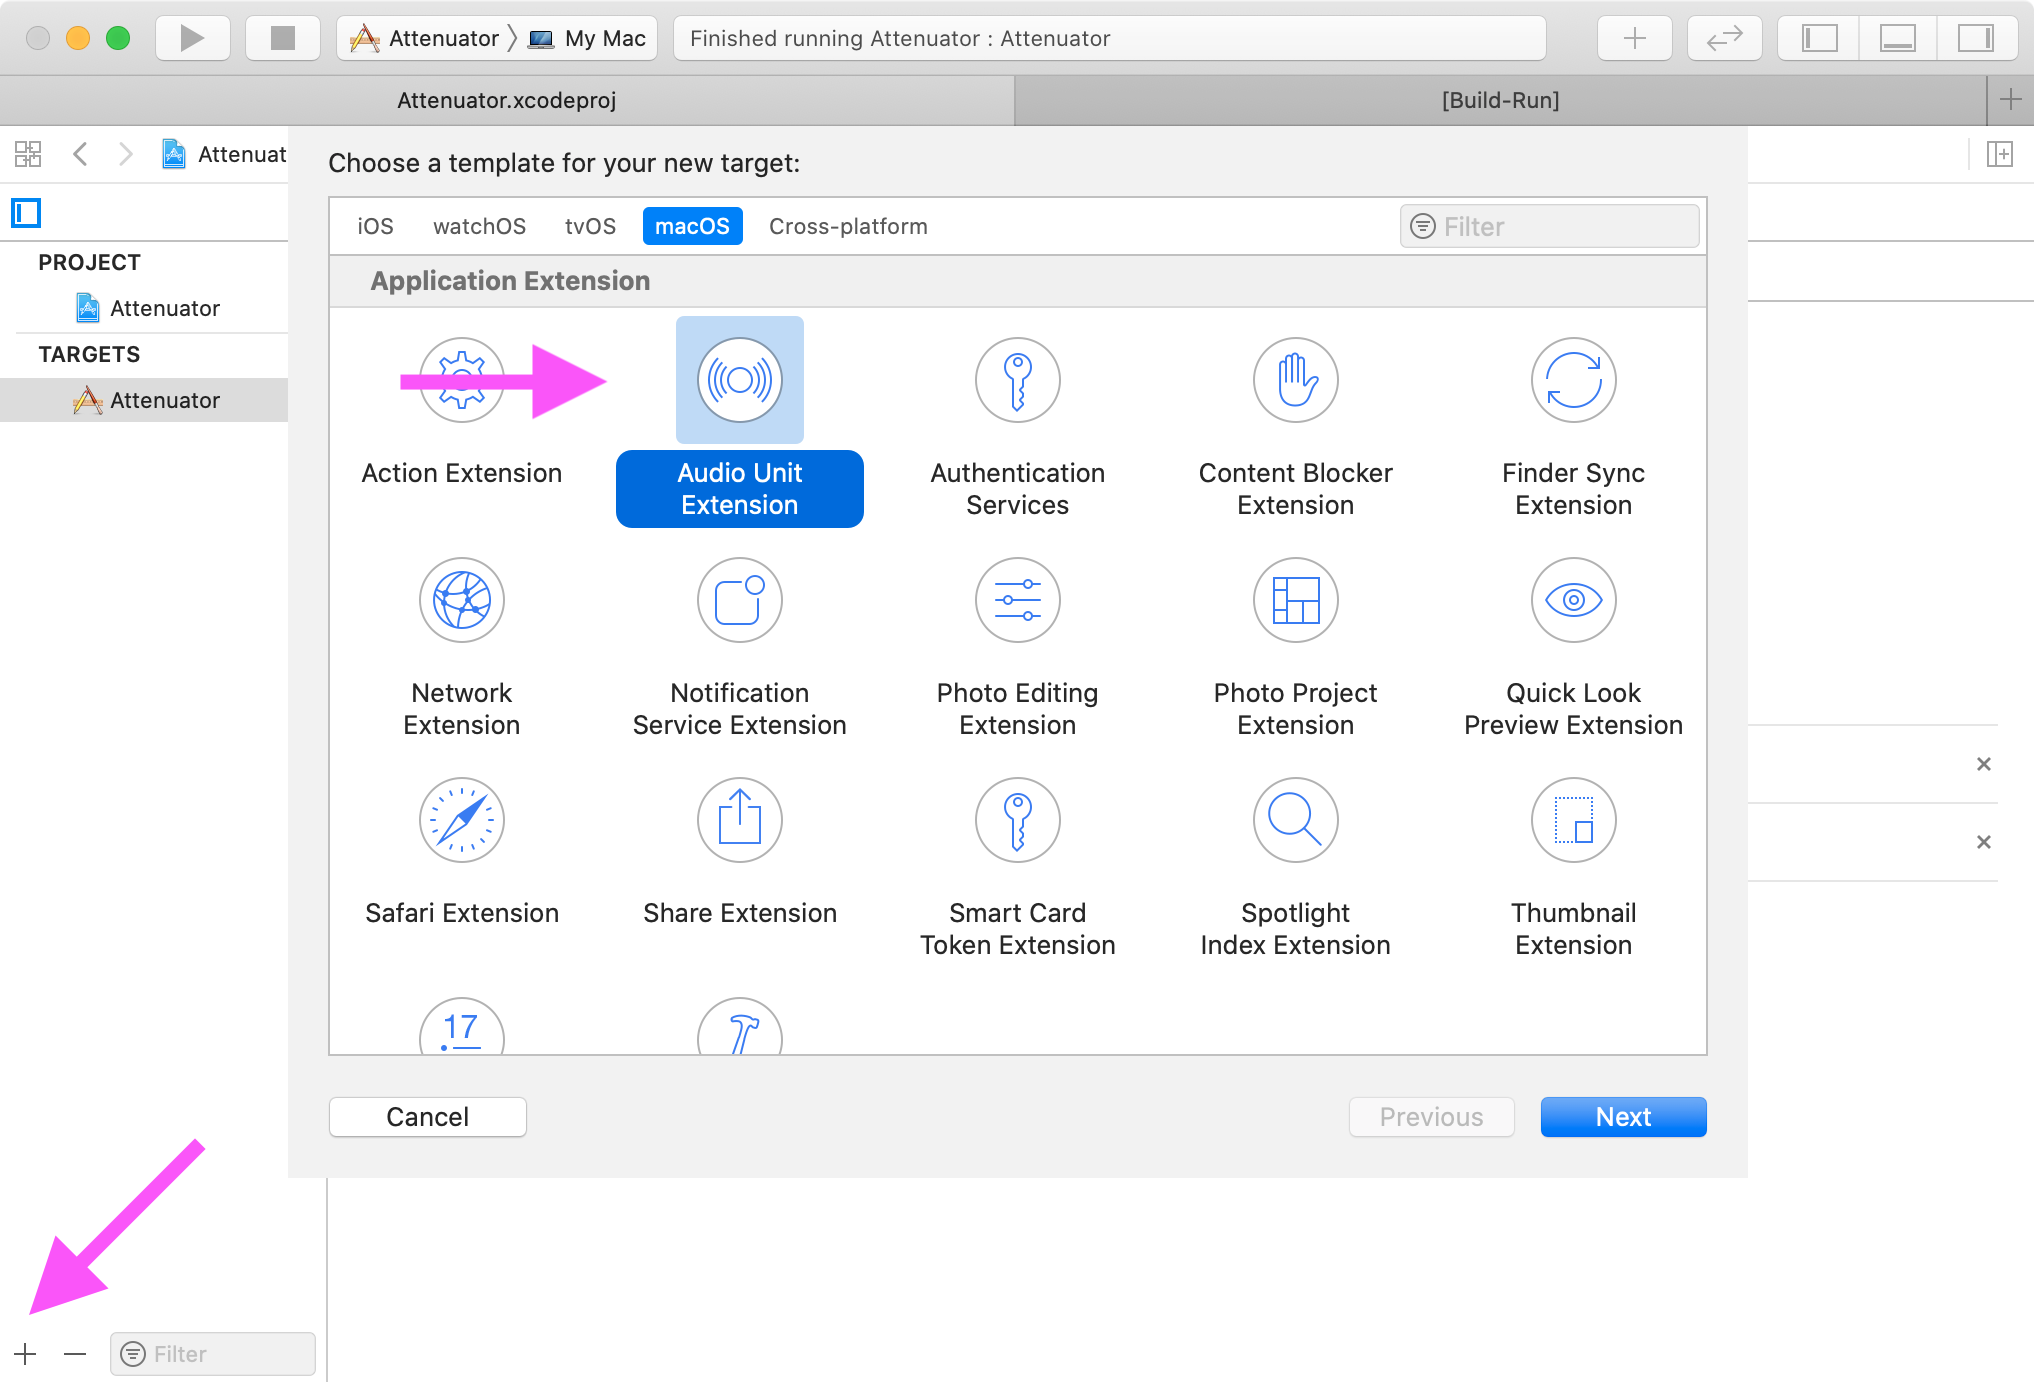 Attenuator My Mac
Finished running Attenuator : Attenuator
Attenuator.xcodeproj
[Build-Run]
Attenuat
PROJECT
Attenuator
TARGETS
Attenuator
Choose a template for your new target:
iOS watchOS tvOS macOS Cross-platform
Filter
Application Extension
Action Extension
Audio Unit
Extension
Authentication
Services
Content Blocker
Extension
Finder Sync
Extension
Network
Extension
Notification
Service Extension
Photo Editing
Extension
Photo Project
Extension
Quick Look
Preview Extension
Safari Extension
Share Extension
Smart Card
Token Extension
Spotlight
Index Extension
Thumbnail
Extension
17
Cancel
Previous
Next
Filter